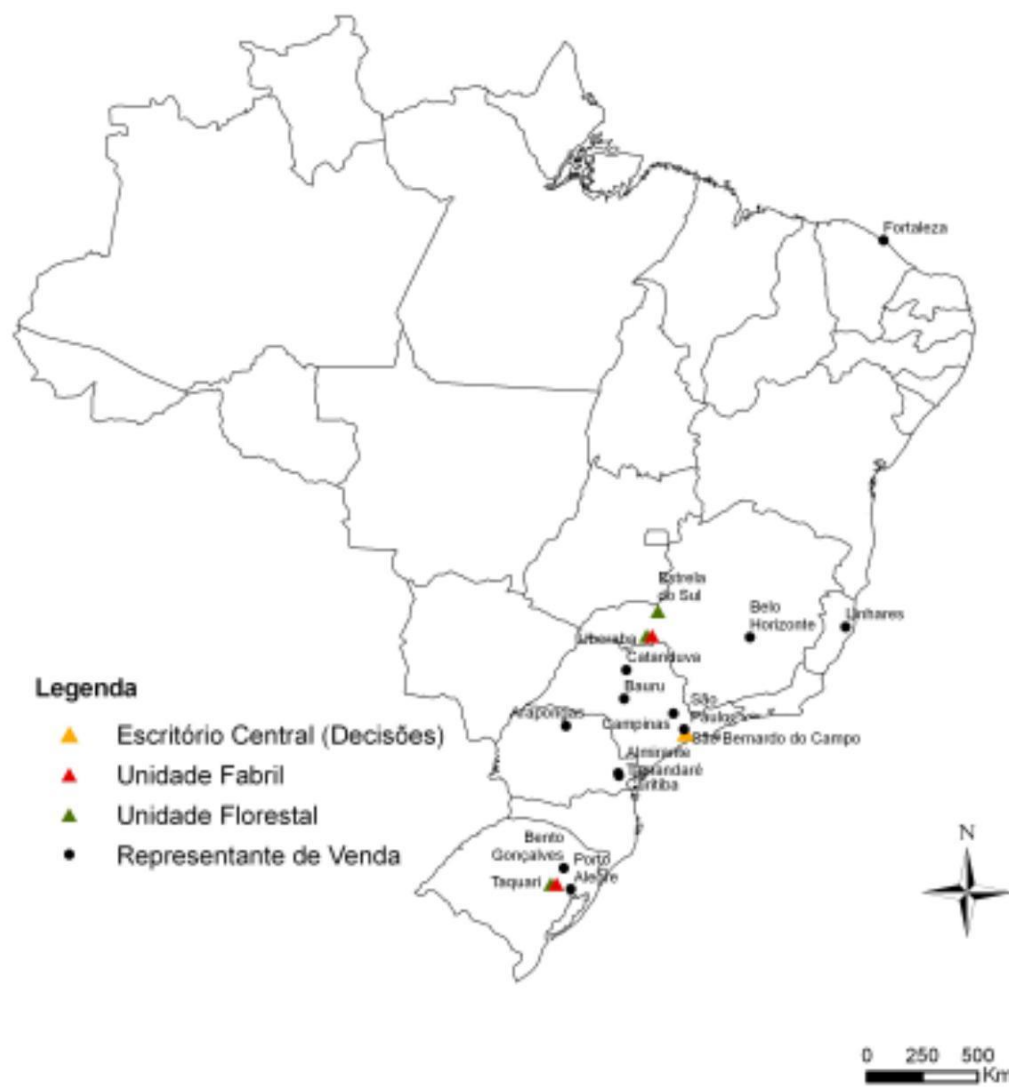 Fortaleza
Estrela
do Sul
Belo
Horizonte
Linhares
Uberaba
Catanduva
Bauru
São
Paulo
Arapongas
Campinas
São Bernardo do Campo
Almirante
Tamandaré
Curitiba
Bento
Gonçalves
Porto
Alegre
Taquari
Legenda
Escritório Central (Decisões)
Unidade Fabril
Unidade Florestal
Representante de Venda
N
0 250 500
Km